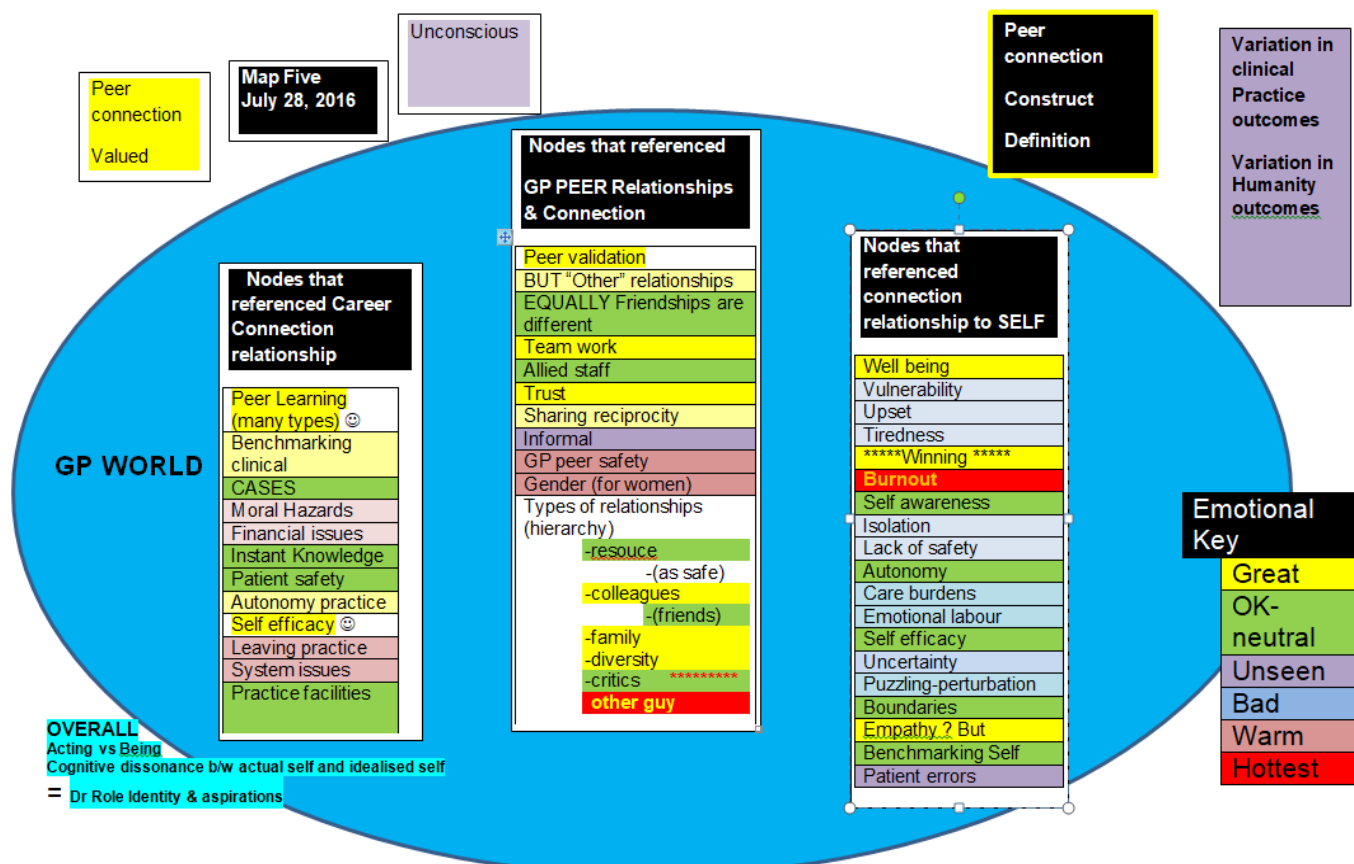 Peer
connection
Valued
Map Five
July 28, 2016
Unconscious
Peer
connection
Construct
Definition
Variation in
clinical
Practice
outcomes
Variation in
Humanity
outcomes
GP WORLD
Nodes that
referenced Career
Connection
relationship
Peer Learning
(many types) ☺
Benchmarking
clinical
CASES
Moral Hazards
Financial issues
Instant Knowledge
Patient safety
Autonomy practice
Self efficacy ☺
Leaving practice
System issues
Practice facilities
Nodes that referenced
GP PEER Relationships
& Connection
Peer validation
BUT “Other” relationships
EQUALLY Friendships are
different
Team work
Allied staff
Trust
Sharing reciprocity
Informal
GP peer safety
Gender (for women)
Types of relationships
(hierarchy)
-resouce
-(as safe)
-colleagues
-(friends)
-family
-diversity
-critics *********
other guy
Nodes that
referenced
connection
relationship to SELF
Well being
Vulnerability
Upset
Tiredness
*****Winning *****
Burnout
Self awareness
Isolation
Lack of safety
Autonomy
Care burdens
Emotional labour
Self efficacy
Uncertainty
Puzzling-perturbation
Boundaries
Empathy ? But
Benchmarking Self
Patient errors
Emotional
Key
Great
OK-
neutral
Unseen
Bad
Warm
Hottest
OVERALL
Acting vs Being
Cognitive dissonance b/w actual self and idealised self
= Dr Role Identity & aspirations